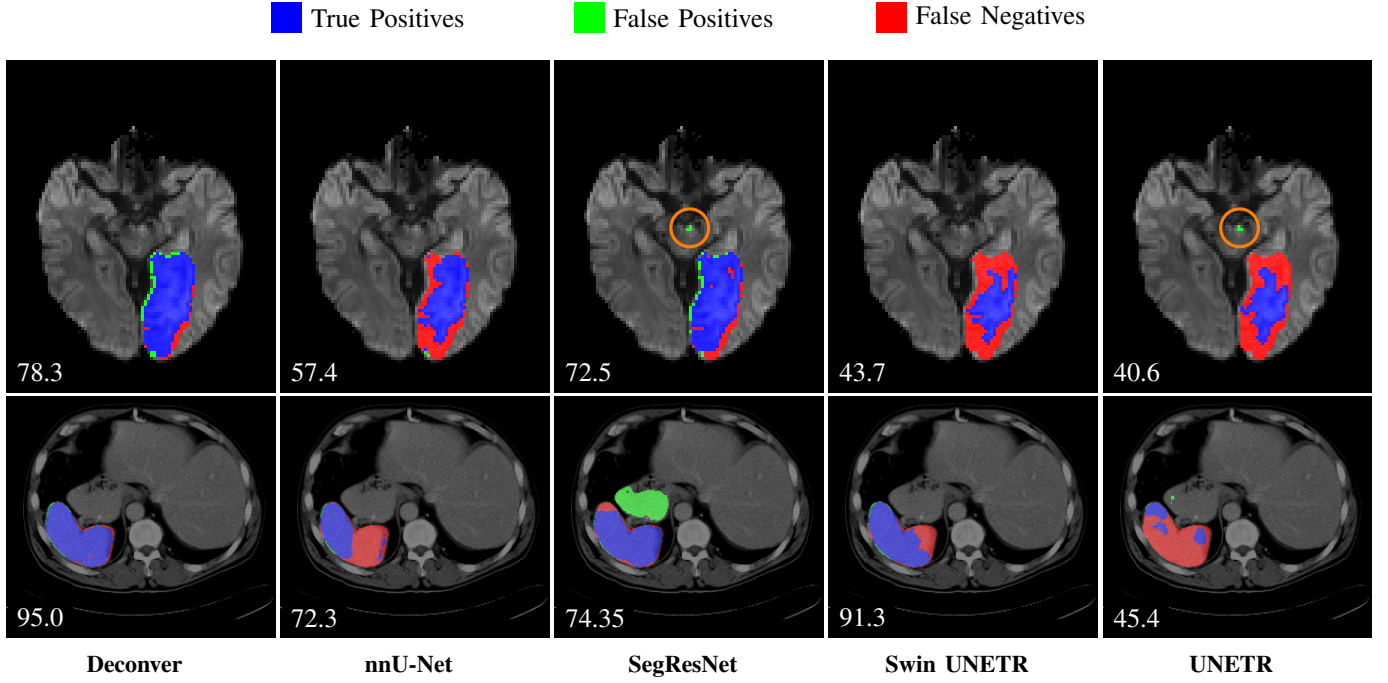 True Positives False Positives False Negatives
78.3 57.4 72.5 43.7 40.6
95.0 72.3 74.35 91.3 45.4
Deconver nnU-Net SegResNet Swin UNETR UNETR